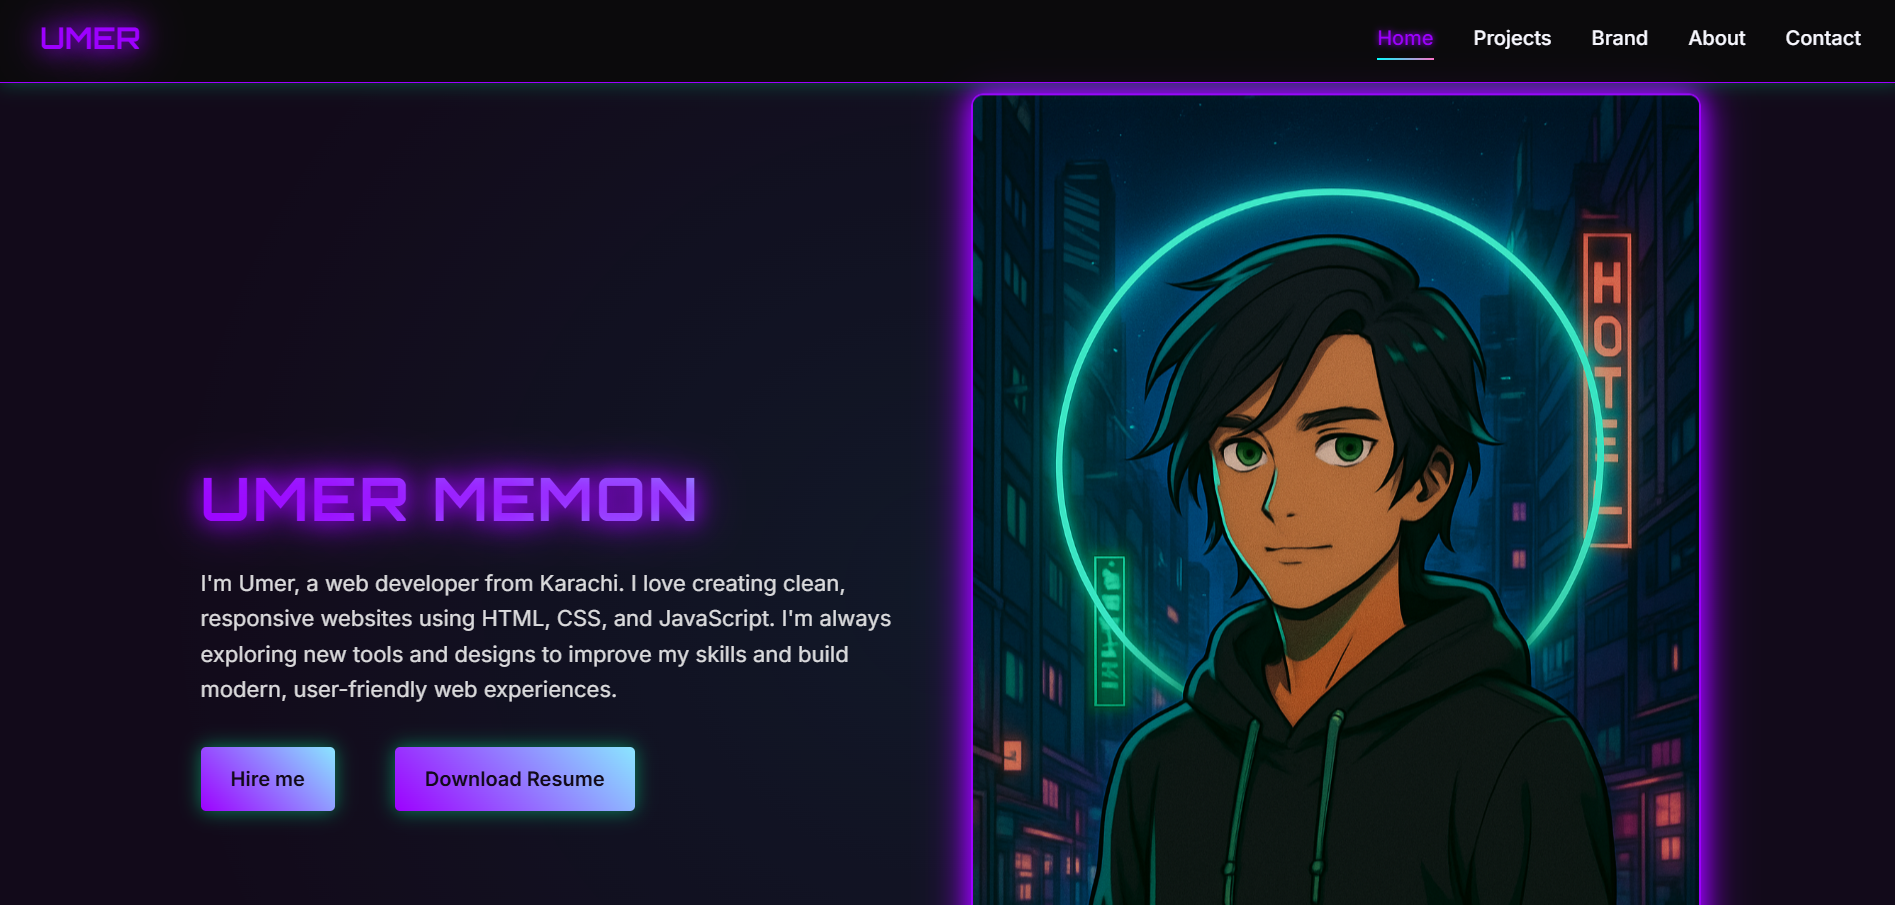 UMER
Home Projects Brand About Contact
UMER MEMON
I'm Umer, a web developer from Karachi. I love creating clean,
responsive websites using HTML, CSS, and JavaScript. I'm always
exploring new tools and designs to improve my skills and build
modern, user-friendly web experiences.
Hire me
Download Resume
HOTEL